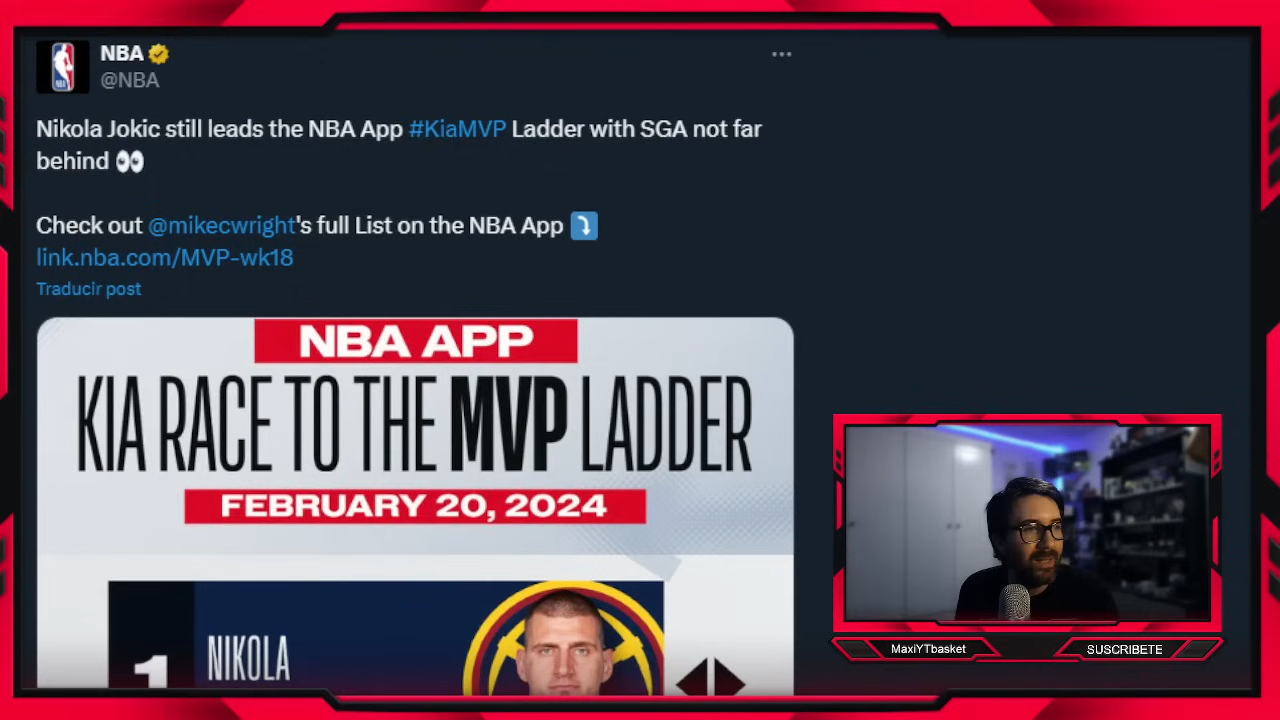 NBA
@NBA
Nikola Jokic still leads the NBA App #KiaMVP Ladder with SGA not far
behind 👀
Check out @mikecwright's full List on the NBA App ⤵️
link.nba.com/MVP-wk18
Traducir post
NBA APP
KIA RACE TO THE MVP LADDER
FEBRUARY 20, 2024
1
NIKOLA
MaxiYTbasket
SUSCRIBETE